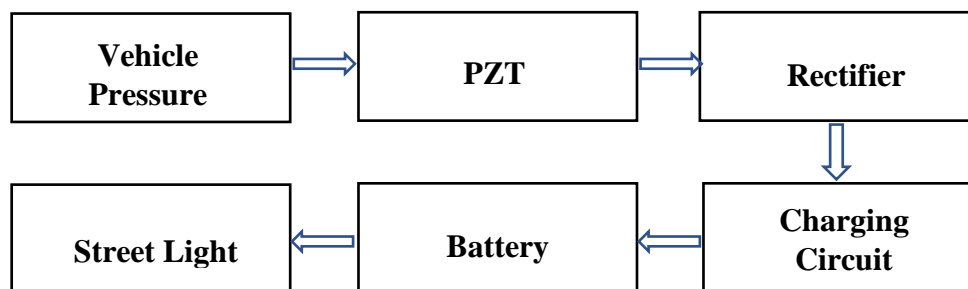 Vehicle
Pressure
PZT
Rectifier
Charging
Circuit
Battery
Street Light